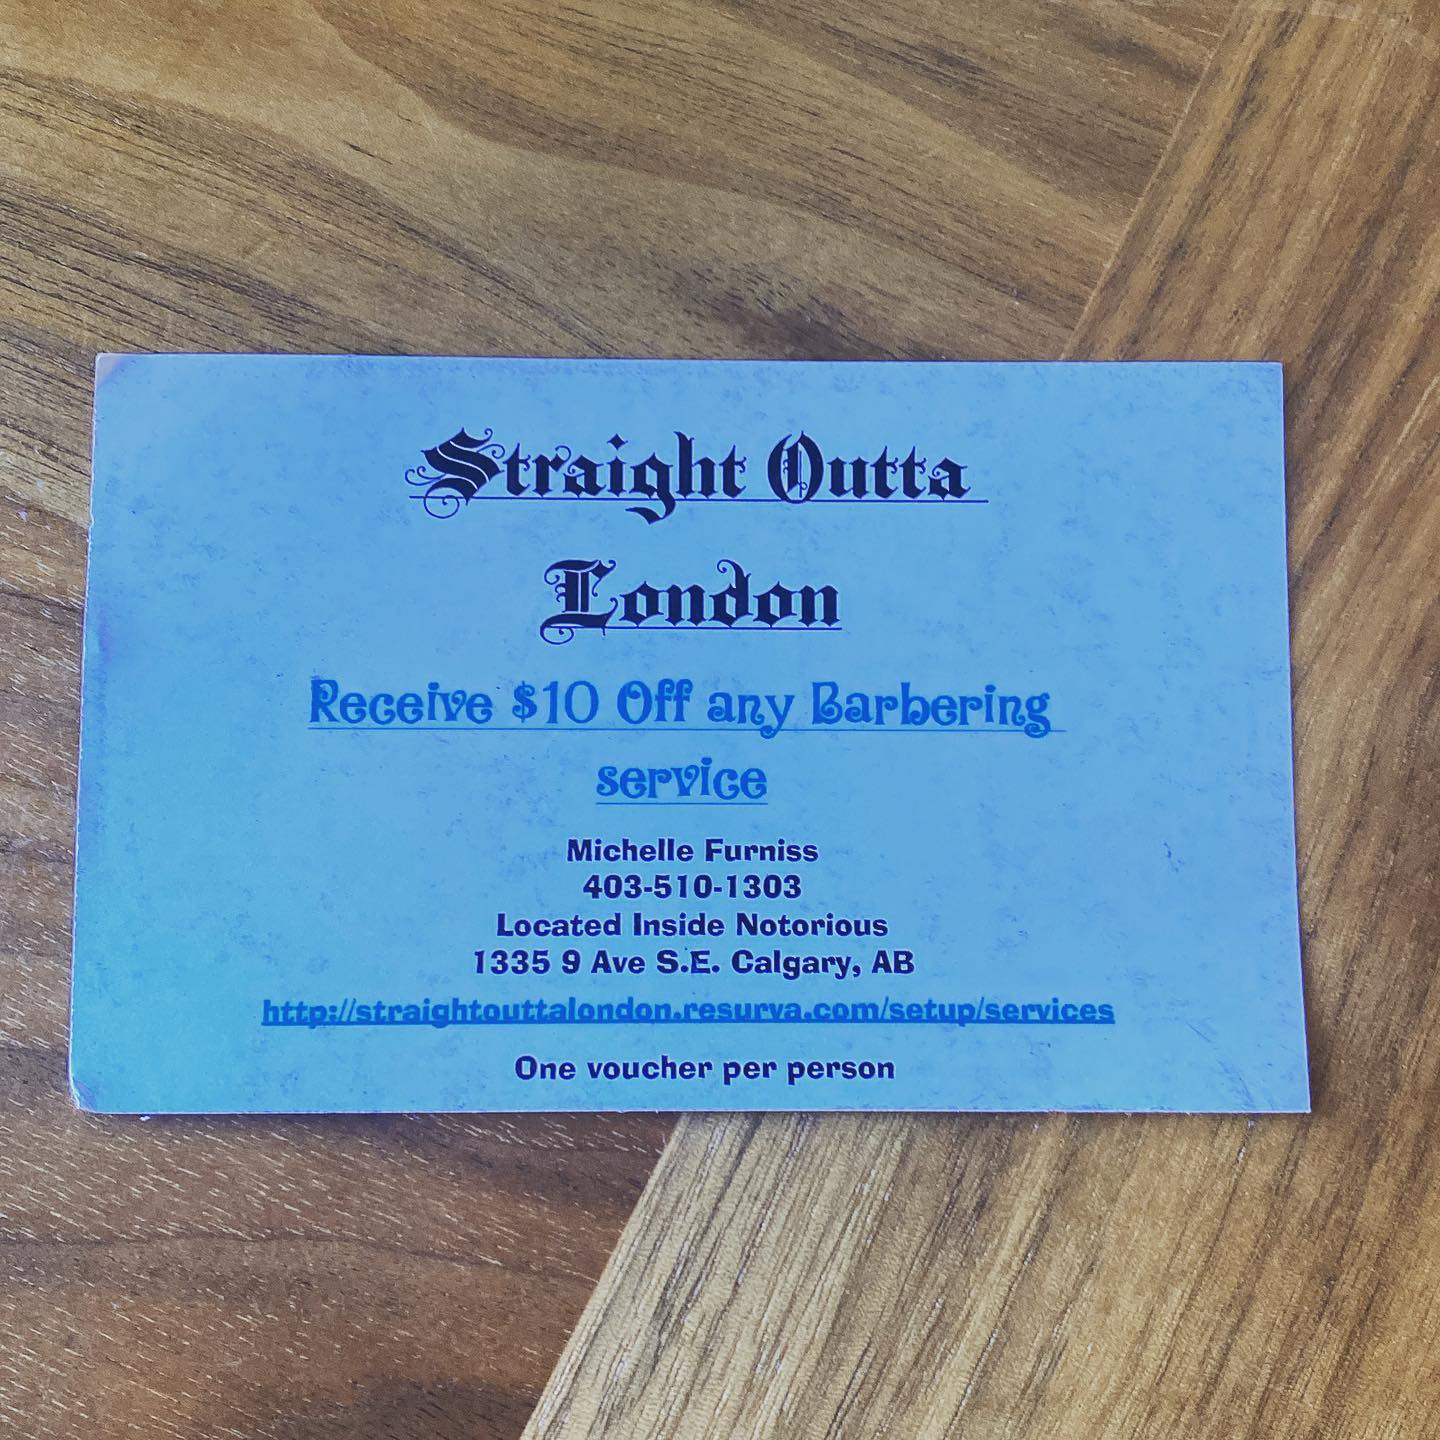 Straight Outta
London
Receive $10 Off any Barbering
service
Michelle Furniss
403-510-1303
Located Inside Notorious
1335 9 Ave S.E. Calgary, AB
http://straightouttalondon.resurva.com/setup/services
One voucher per person